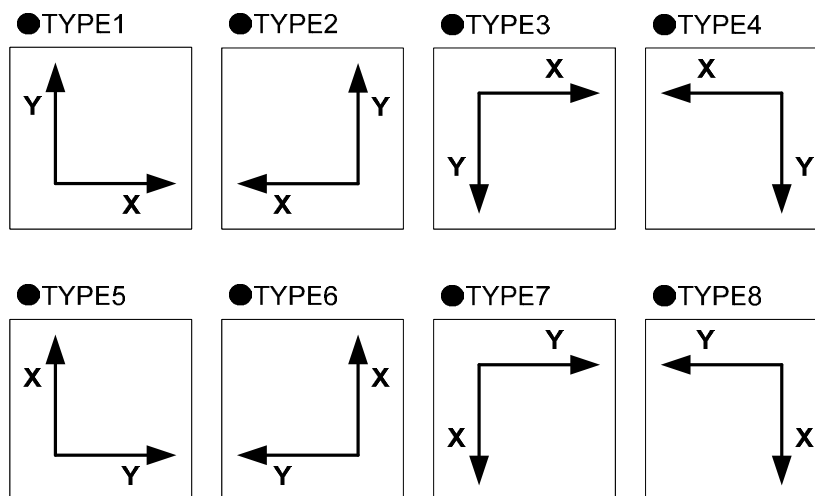 ●TYPE1 ●TYPE2 ●TYPE3 ●TYPE4
X X
Y Y
Y Y
X X
●TYPE5 ●TYPE6 ●TYPE7 ●TYPE8
Y Y
X X
X X
Y Y